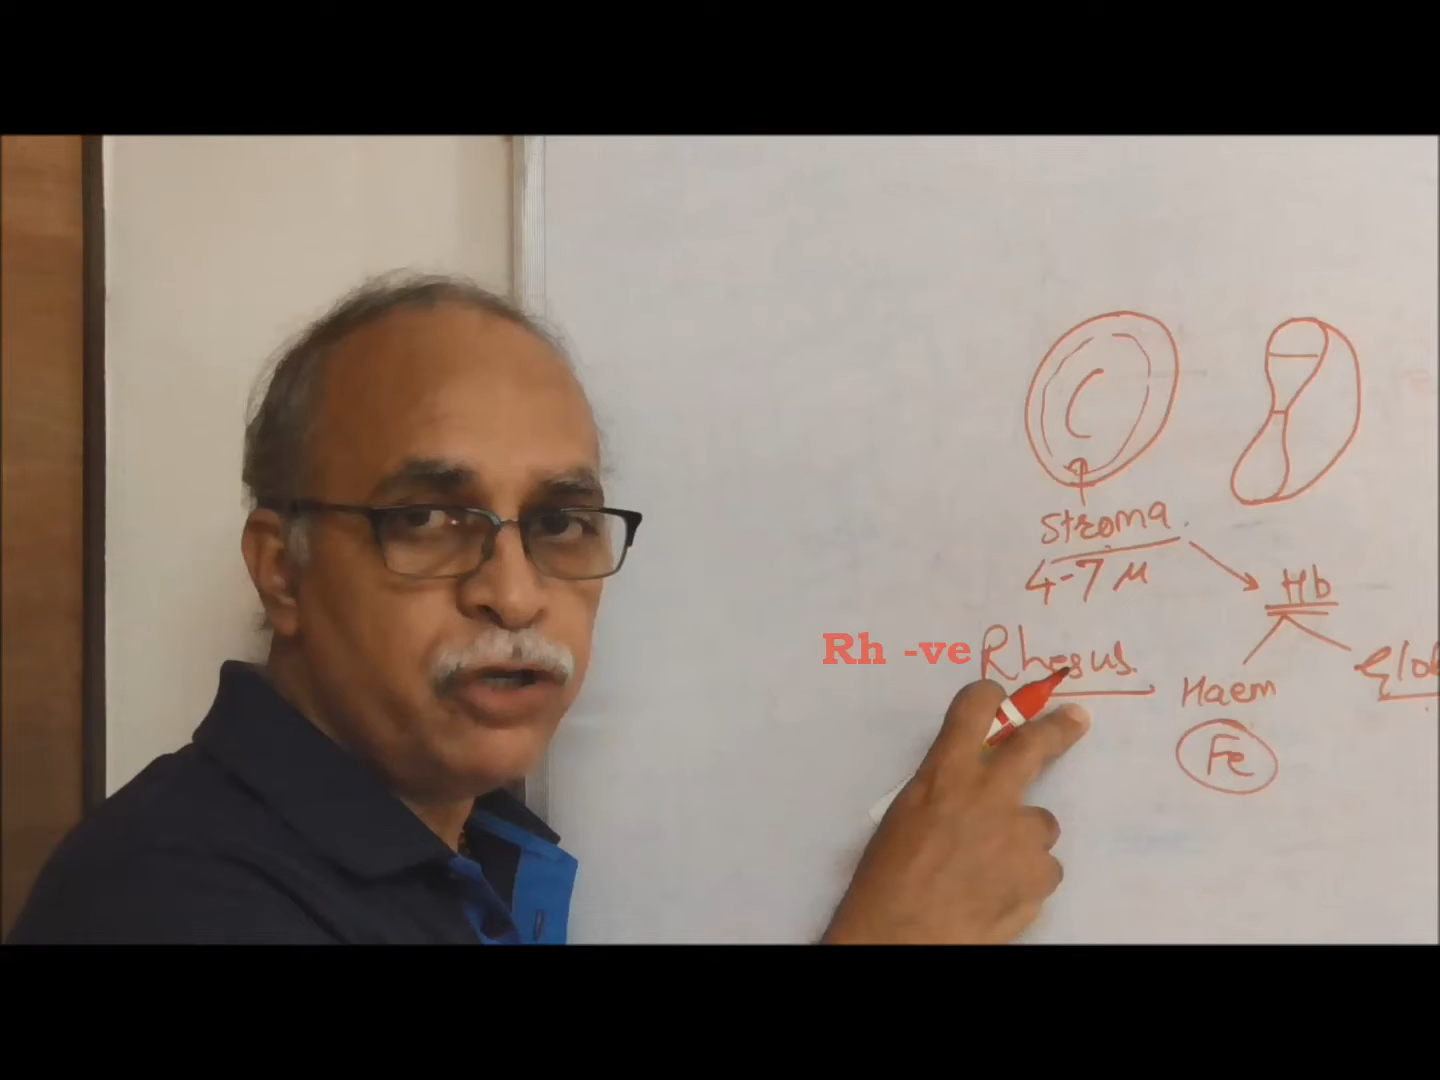 Stroma.
4-7 μ
Hb
Rh -ve Rhesus
Haem
Fe